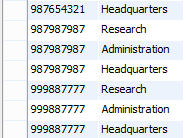 987654321 Headquarters
987987987 Research
987987987 Administration
987987987 Headquarters
999887777 Research
999887777 Administration
999887777 Headquarters